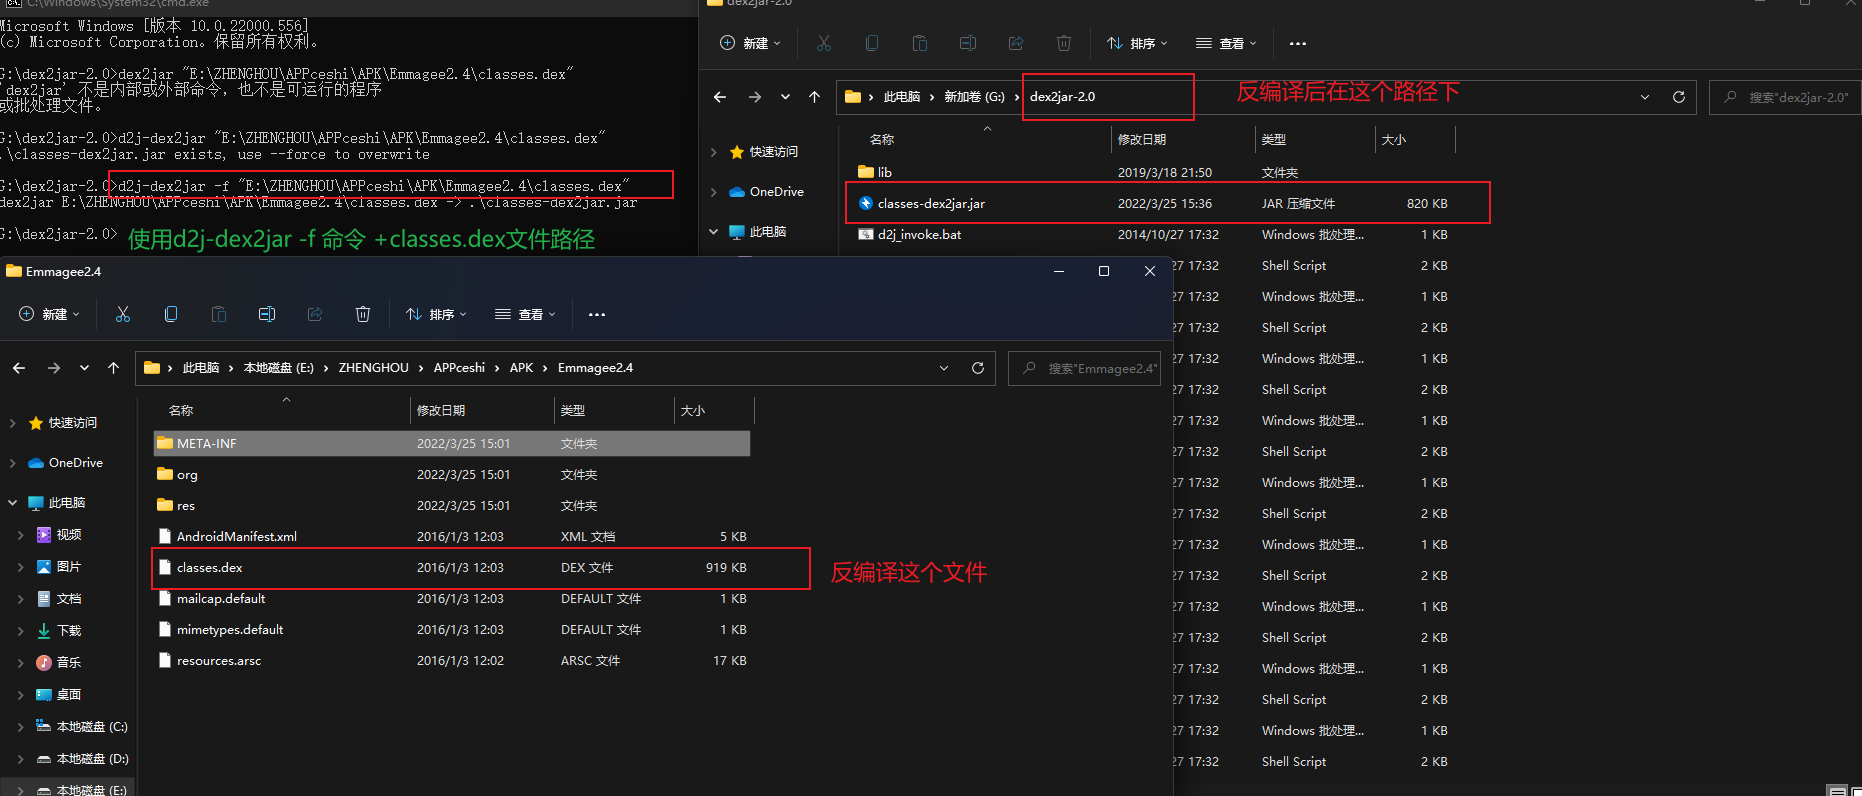 C:\Windows\System32\cmd.exe
Microsoft Windows [版本 10.0.22000.556]
(c) Microsoft Corporation。保留所有权利。
G:\dex2jar-2.0>dex2jar "E:\ZHENGHOU\APPceshi\APK\Emmagee2.4\classes.dex"
'dex2jar' 不是内部或外部命令，也不是可运行的程序
或批处理文件。
G:\dex2jar-2.0>d2j-dex2jar "E:\ZHENGHOU\APPceshi\APK\Emmagee2.4\classes.dex"
.\classes-dex2jar.jar exists, use --force to overwrite
G:\dex2jar-2.0>d2j-dex2jar -f "E:\ZHENGHOU\APPceshi\APK\Emmagee2.4\classes.dex"
dex2jar E:\ZHENGHOU\APPceshi\APK\Emmagee2.4\classes.dex -> .\classes-dex2jar.jar
G:\dex2jar-2.0>
使用d2j-dex2jar -f 命令 +classes.dex文件路径
dex2jar-2.0
新建 排序 查看
此电脑 › 新加卷 (G:) › dex2jar-2.0
搜索"dex2jar-2.0"
反编译后在这个路径下
快速访问
OneDrive
此电脑
名称 修改日期 类型 大小
lib 2019/3/18 21:50 文件夹
classes-dex2jar.jar 2022/3/25 15:36 JAR 压缩文件 820 KB
d2j_invoke.bat 2014/10/27 17:32 Windows 批处理... 1 KB
27 17:32 Shell Script 2 KB
27 17:32 Windows 批处理... 1 KB
27 17:32 Shell Script 2 KB
27 17:32 Windows 批处理... 1 KB
27 17:32 Shell Script 2 KB
27 17:32 Windows 批处理... 1 KB
27 17:32 Shell Script 2 KB
27 17:32 Windows 批处理... 1 KB
27 17:32 Shell Script 2 KB
27 17:32 Windows 批处理... 1 KB
27 17:32 Shell Script 2 KB
27 17:32 Windows 批处理... 1 KB
27 17:32 Shell Script 2 KB
27 17:32 Windows 批处理... 1 KB
27 17:32 Shell Script 2 KB
27 17:32 Windows 批处理... 1 KB
27 17:32 Shell Script 2 KB
Emmagee2.4
新建 排序 查看
此电脑 › 本地磁盘 (E:) › ZHENGHOU › APPceshi › APK › Emmagee2.4
搜索"Emmagee2.4"
快速访问
OneDrive
此电脑
视频
图片
文档
下载
音乐
桌面
本地磁盘 (C:)
本地磁盘 (D:)
本地磁盘 (E:)
名称 修改日期 类型 大小
META-INF 2022/3/25 15:01 文件夹
org 2022/3/25 15:01 文件夹
res 2022/3/25 15:01 文件夹
AndroidManifest.xml 2016/1/3 12:03 XML 文档 5 KB
classes.dex 2016/1/3 12:03 DEX 文件 919 KB
mailcap.default 2016/1/3 12:03 DEFAULT 文件 1 KB
mimetypes.default 2016/1/3 12:03 DEFAULT 文件 1 KB
resources.arsc 2016/1/3 12:02 ARSC 文件 17 KB
反编译这个文件